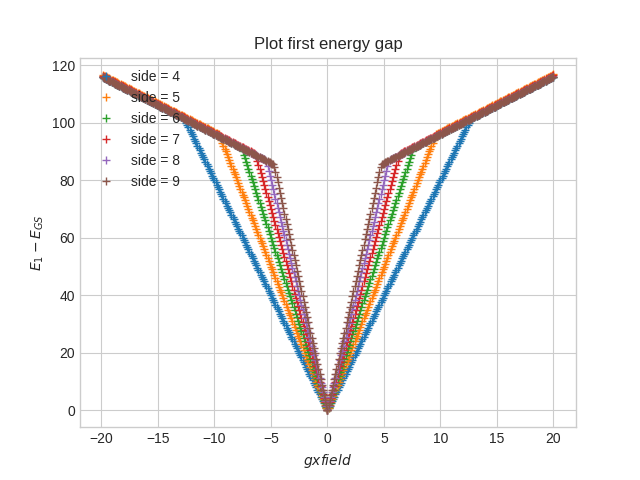 Plot first energy gap
120
100
80
60
40
20
0
E₁ − E_GS
side = 4
side = 5
side = 6
side = 7
side = 8
side = 9
−20 −15 −10 −5 0 5 10 15 20
gxfield